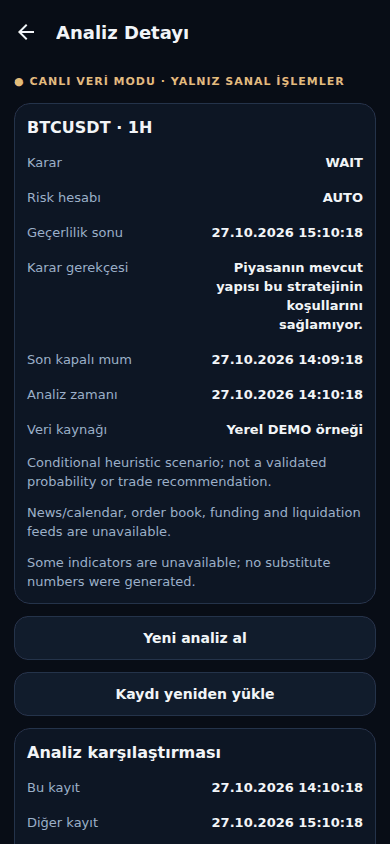 Analiz Detayı
CANLI VERİ MODU · YALNIZ SANAL İŞLEMLER
BTCUSDT · 1H
Karar WAIT
Risk hesabı AUTO
Geçerlilik sonu 27.10.2026 15:10:18
Karar gerekçesi Piyasanın mevcut
yapısı bu stratejinin
koşullarını
sağlamıyor.
Son kapalı mum 27.10.2026 14:09:18
Analiz zamanı 27.10.2026 14:10:18
Veri kaynağı Yerel DEMO örneği
Conditional heuristic scenario; not a validated
probability or trade recommendation.
News/calendar, order book, funding and liquidation
feeds are unavailable.
Some indicators are unavailable; no substitute
numbers were generated.
Yeni analiz al
Kaydı yeniden yükle
Analiz karşılaştırması
Bu kayıt 27.10.2026 14:10:18
Diğer kayıt 27.10.2026 15:10:18